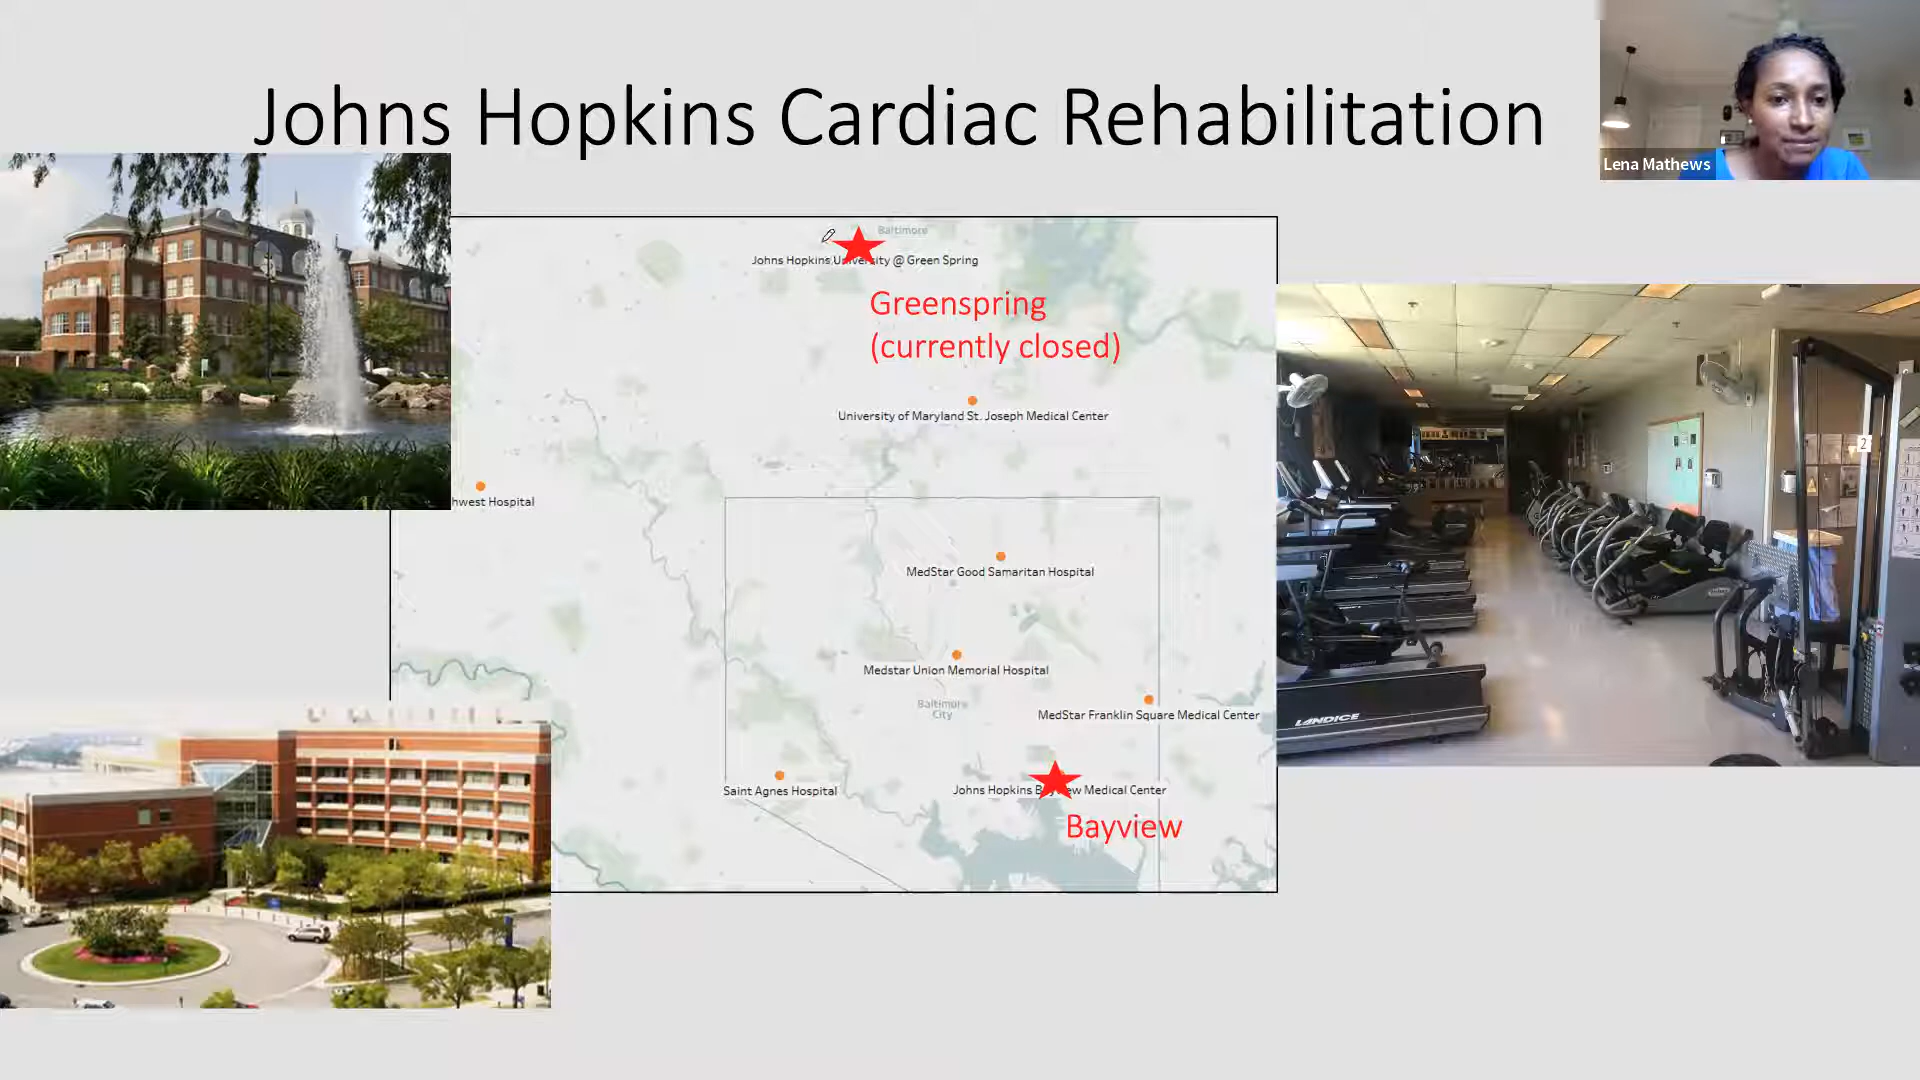 Johns Hopkins Cardiac Rehabilitation
Lena Mathews
Baltimore
Johns Hopkins University @ Green Spring
Greenspring
(currently closed)
University of Maryland St. Joseph Medical Center
hwest Hospital
2
MedStar Good Samaritan Hospital
Medstar Union Memorial Hospital
Baltimore
City
MedStar Franklin Square Medical Center
LANDICE
Saint Agnes Hospital
Johns Hopkins Bayview Medical Center
Bayview